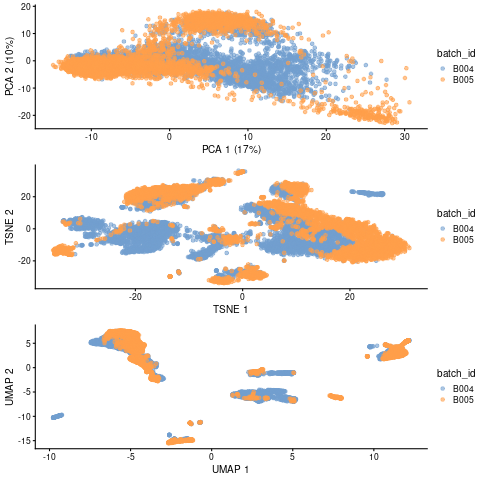 20
10
0
-10
-20
PCA 2 (10%)
-10 0 10 20 30
PCA 1 (17%)
batch_id
B004
B005
20
0
-20
TSNE 2
-20 0 20
TSNE 1
batch_id
B004
B005
5
0
-5
-10
-15
UMAP 2
-10 -5 0 5 10
UMAP 1
batch_id
B004
B005